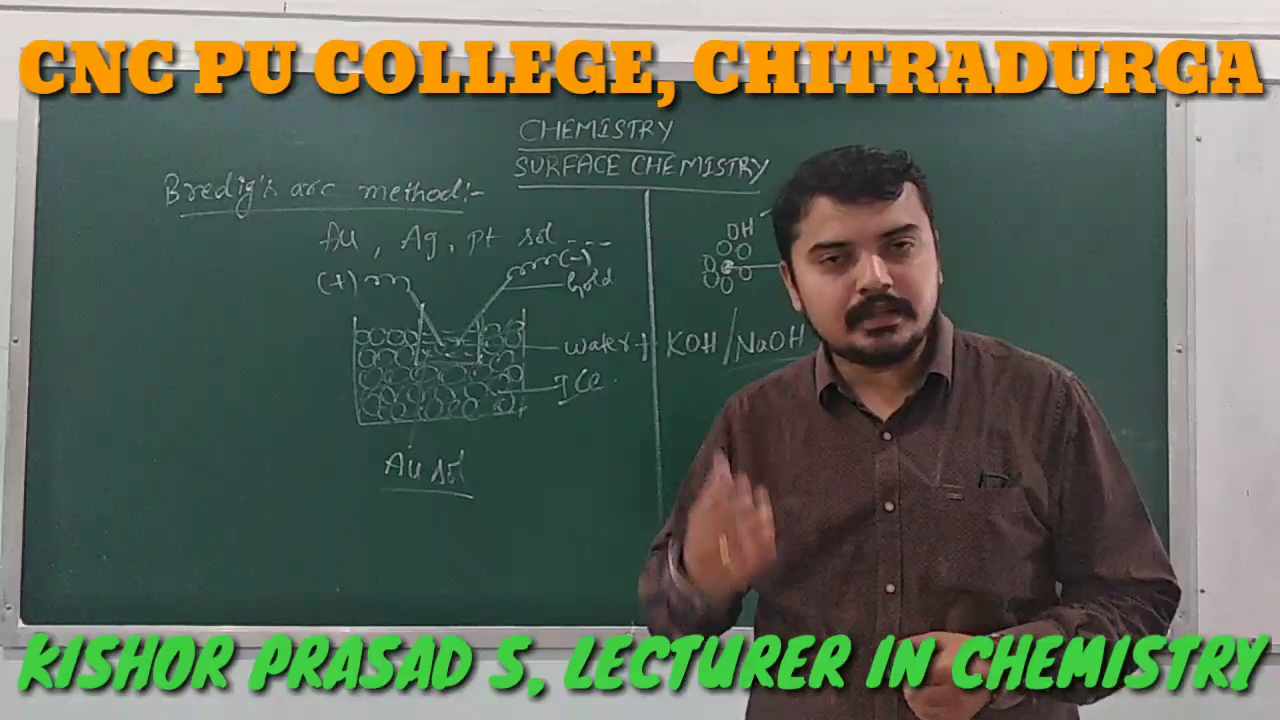 CNC PU COLLEGE, CHITRADURGA
CHEMISTRY
SURFACE CHEMISTRY
Bredig's arc method:-
Au, Ag, pt sol ---
(+)
(-)
Gold
OH
water + KOH/NaOH
Ice
Au sol
KISHOR PRASAD S, LECTURER IN CHEMISTRY